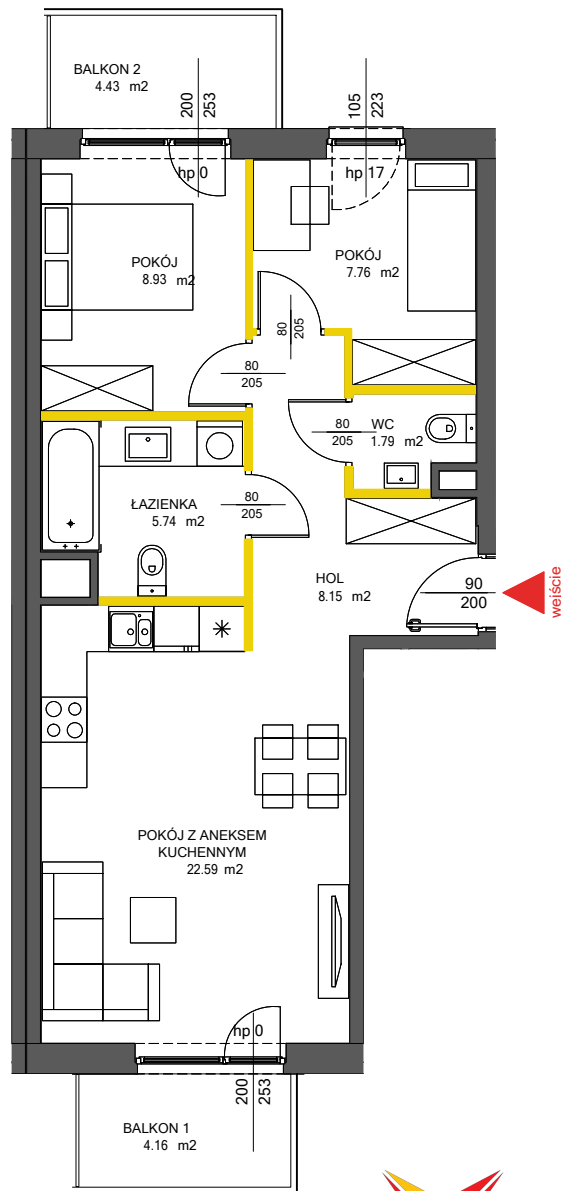 BALKON 2
4.43 m2
200
253
105
223
hp 0
hp 17
POKÓJ
8.93 m2
POKÓJ
7.76 m2
80
205
80
205
80
205
WC
1.79 m2
ŁAZIENKA
5.74 m2
80
205
HOL
8.15 m2
90
200
wejście
POKÓJ Z ANEKSEM
KUCHENNYM
22.59 m2
hp 0
200
253
BALKON 1
4.16 m2